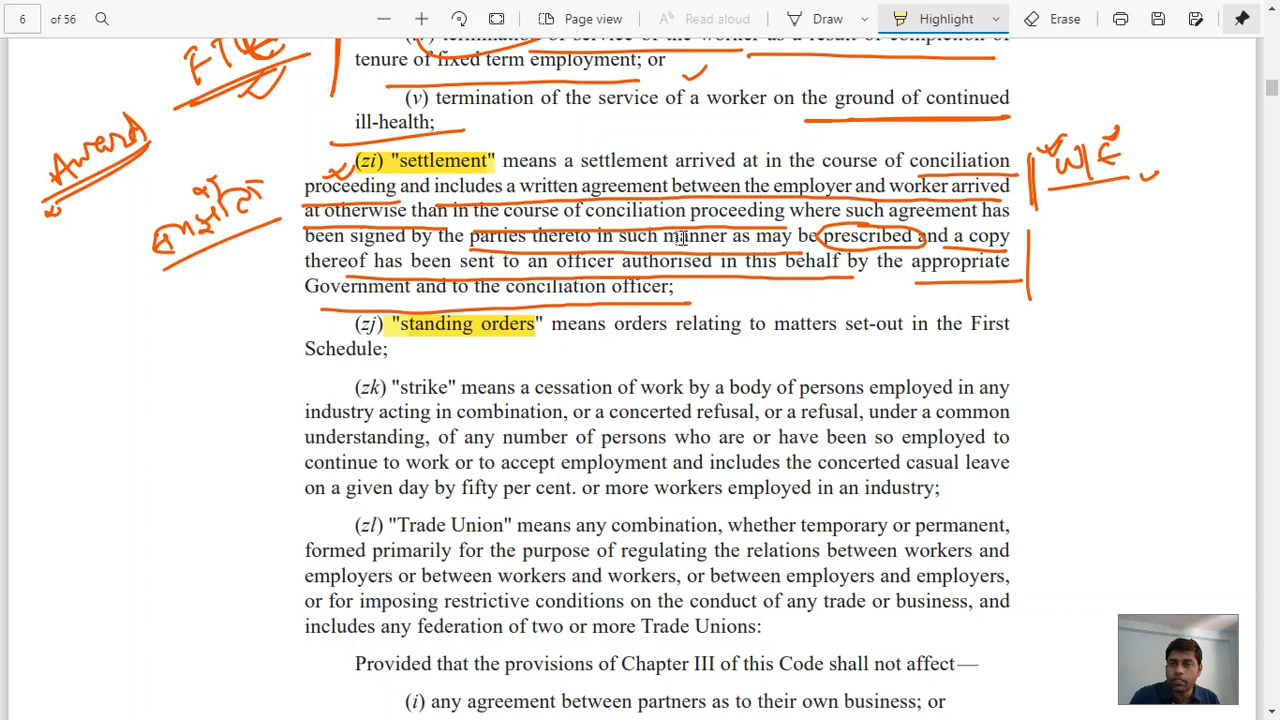 6 of 56 Page view Read aloud Draw Highlight Erase
FTE
tenure of fixed term employment; or
(v) termination of the service of a worker on the ground of continued
ill-health;
Award
(zi) "settlement" means a settlement arrived at in the course of conciliation
W/E
proceeding and includes a written agreement between the employer and worker arrived
at otherwise than in the course of conciliation proceeding where such agreement has
been signed by the parties thereto in such manner as may be prescribed and a copy
thereof has been sent to an officer authorised in this behalf by the appropriate
Government and to the conciliation officer;
(zj) "standing orders" means orders relating to matters set-out in the First
Schedule;
(zk) "strike" means a cessation of work by a body of persons employed in any
industry acting in combination, or a concerted refusal, or a refusal, under a common
understanding, of any number of persons who are or have been so employed to
continue to work or to accept employment and includes the concerted casual leave
on a given day by fifty per cent. or more workers employed in an industry;
(zl) "Trade Union" means any combination, whether temporary or permanent,
formed primarily for the purpose of regulating the relations between workers and
employers or between workers and workers, or between employers and employers,
or for imposing restrictive conditions on the conduct of any trade or business, and
includes any federation of two or more Trade Unions:
Provided that the provisions of Chapter III of this Code shall not affect—
(i) any agreement between partners as to their own business; or